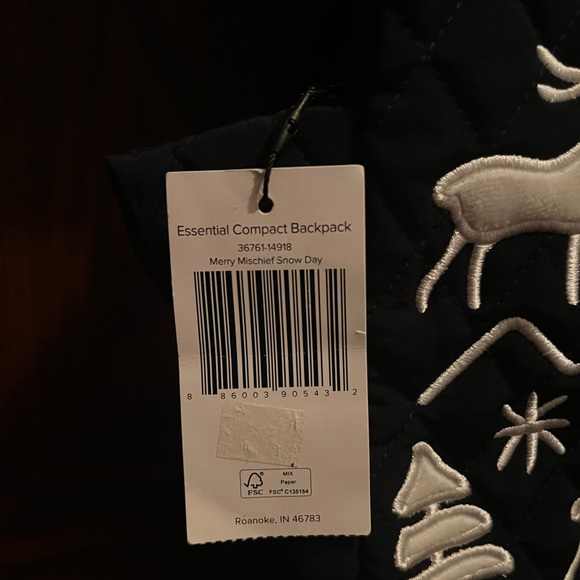 Essential Compact Backpack
36761-14918
Merry Mischief Snow Day
8 86003 90543 2
FSC
MIX
Paper
FSC® C135154
Roanoke, IN 46783